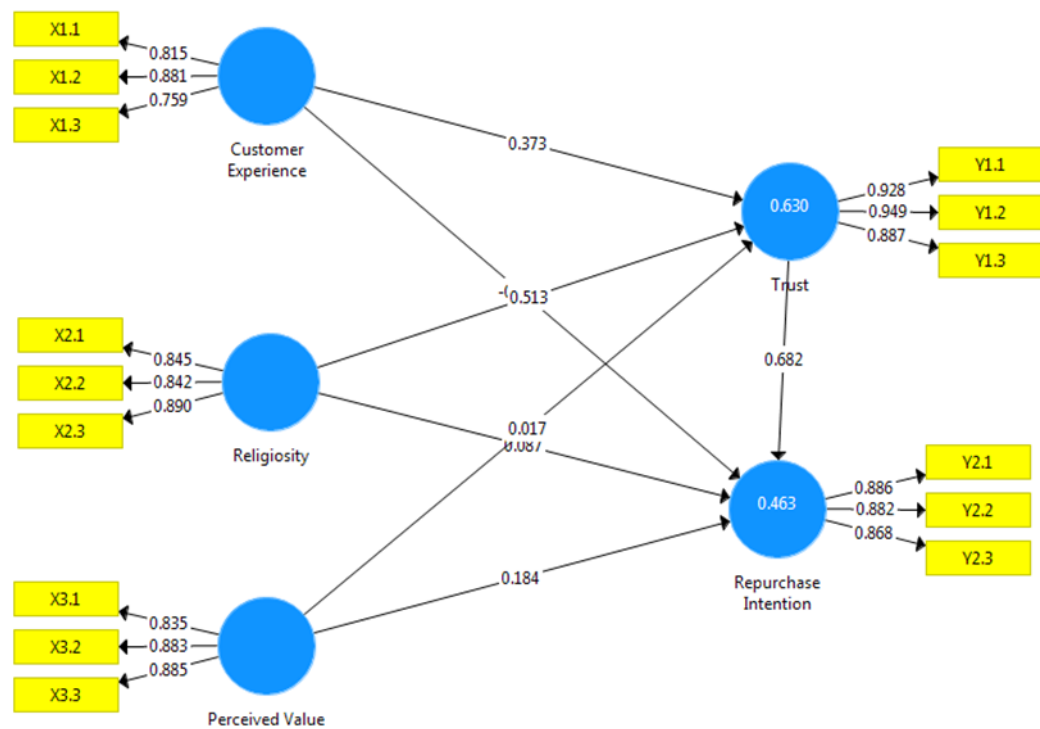 X1.1
0.815
X1.2
0.881
X1.3
0.759
Customer
Experience
0.373
0.630
Trust
0.928
Y1.1
0.949
Y1.2
0.887
Y1.3
0.513
0.682
X2.1
0.845
X2.2
0.842
X2.3
0.890
Religiosity
0.017
0.087
0.463
Repurchase
Intention
0.886
Y2.1
0.882
Y2.2
0.868
Y2.3
0.184
X3.1
0.835
X3.2
0.883
X3.3
0.885
Perceived Value